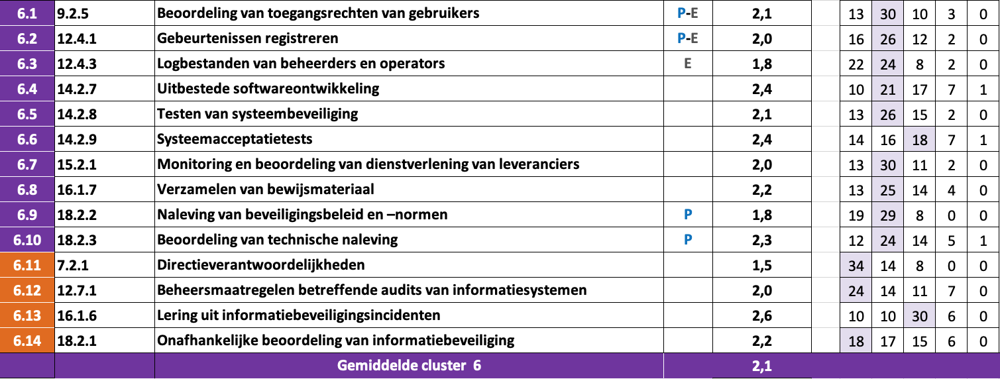 6.1 9.2.5 Beoordeling van toegangsrechten van gebruikers P-E 2,1 13 30 10 3 0
6.2 12.4.1 Gebeurtenissen registreren P-E 2,0 16 26 12 2 0
6.3 12.4.3 Logbestanden van beheerders en operators E 1,8 22 24 8 2 0
6.4 14.2.7 Uitbestede softwareontwikkeling 2,4 10 21 17 7 1
6.5 14.2.8 Testen van systeembeveiliging 2,1 13 26 15 2 0
6.6 14.2.9 Systeemacceptatietests 2,4 14 16 18 7 1
6.7 15.2.1 Monitoring en beoordeling van dienstverlening van leveranciers 2,0 13 30 11 2 0
6.8 16.1.7 Verzamelen van bewijsmateriaal 2,2 13 25 14 4 0
6.9 18.2.2 Naleving van beveiligingsbeleid en –normen P 1,8 19 29 8 0 0
6.10 18.2.3 Beoordeling van technische naleving P 2,3 12 24 14 5 1
6.11 7.2.1 Directieverantwoordelijkheden 1,5 34 14 8 0 0
6.12 12.7.1 Beheersmaatregelen betreffende audits van informatiesystemen 2,0 24 14 11 7 0
6.13 16.1.6 Lering uit informatiebeveiligingsincidenten 2,6 10 10 30 6 0
6.14 18.2.1 Onafhankelijke beoordeling van informatiebeveiliging 2,2 18 17 15 6 0
Gemiddelde cluster 6 2,1